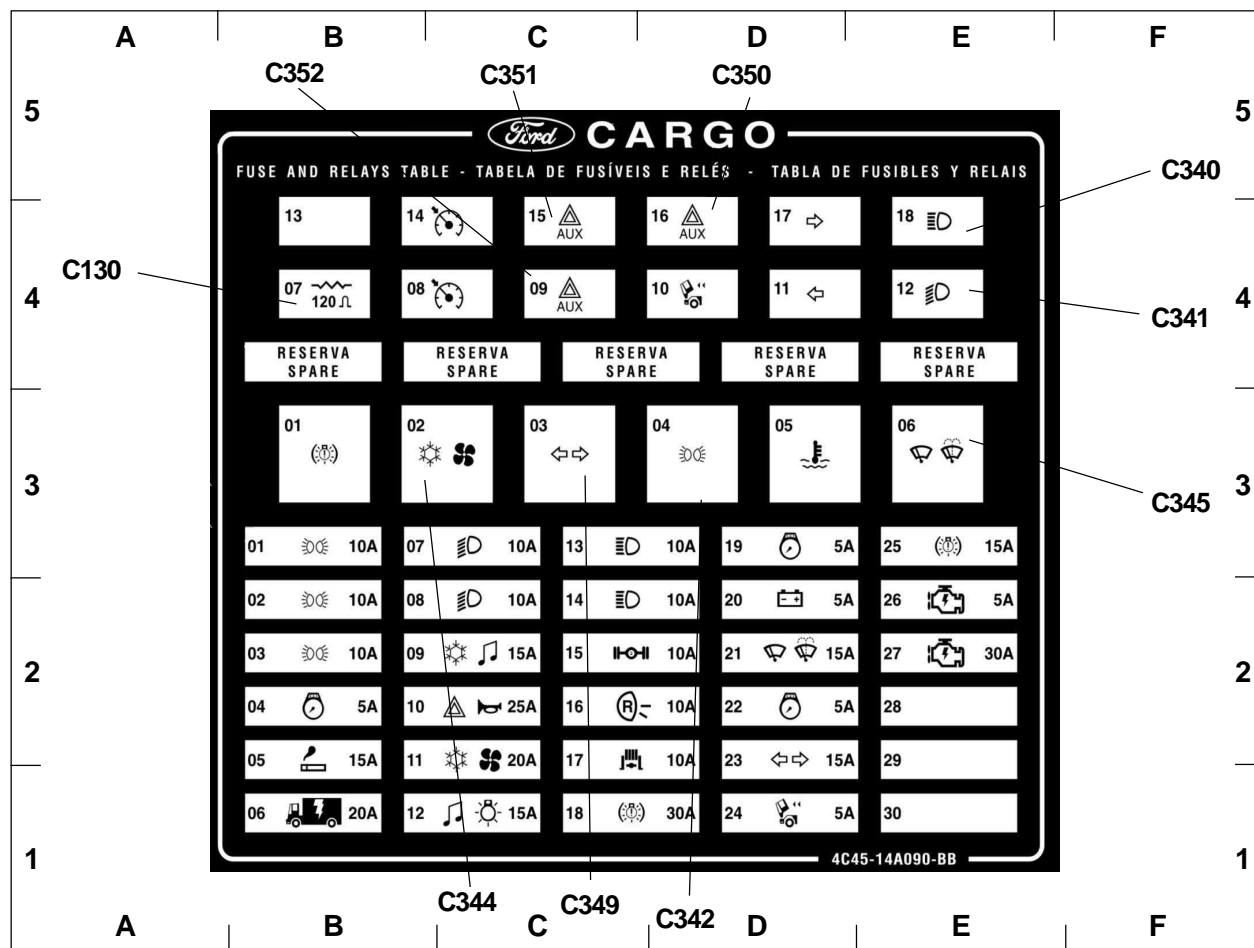 A B C D E F
C352 C351 C350
5 5
Ford CARGO
FUSE AND RELAYS TABLE - TABELA DE FUSÍVEIS E RELÉS - TABLA DE FUSIBLES Y RELAIS
C340
13 14 15 AUX 16 AUX 17 18
C130
4 4
07 120 08 09 AUX 10 11 12
C341
RESERVA SPARE RESERVA SPARE RESERVA SPARE RESERVA SPARE RESERVA SPARE
01 02 03 04 05 06
3 3
C345
01 10A 07 10A 13 10A 19 5A 25 15A
02 10A 08 10A 14 10A 20 5A 26 5A
03 10A 09 15A 15 10A 21 15A 27 30A
2 2
04 5A 10 25A 16 R 10A 22 5A 28
05 15A 11 20A 17 10A 23 15A 29
06 20A 12 15A 18 30A 24 5A 30
1 1
4C45-14A090-BB
C344 C349 C342
A B C D E F